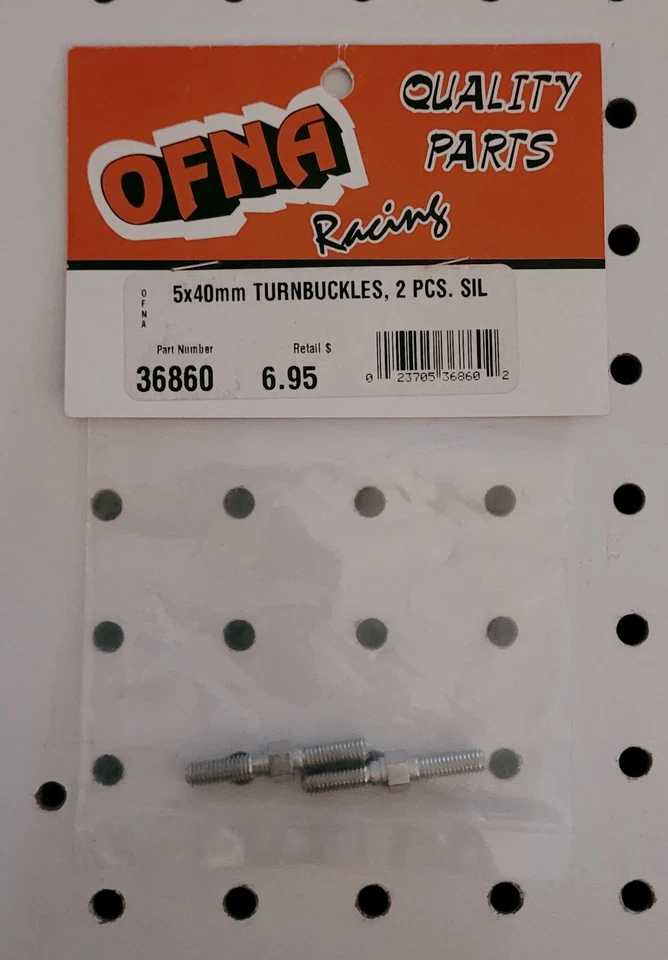 OFNA
Racing
QUALITY
PARTS
OFNA
5x40mm TURNBUCKLES, 2 PCS. SIL
Part Number Retail $
36860 6.95
0 23705 36860 2